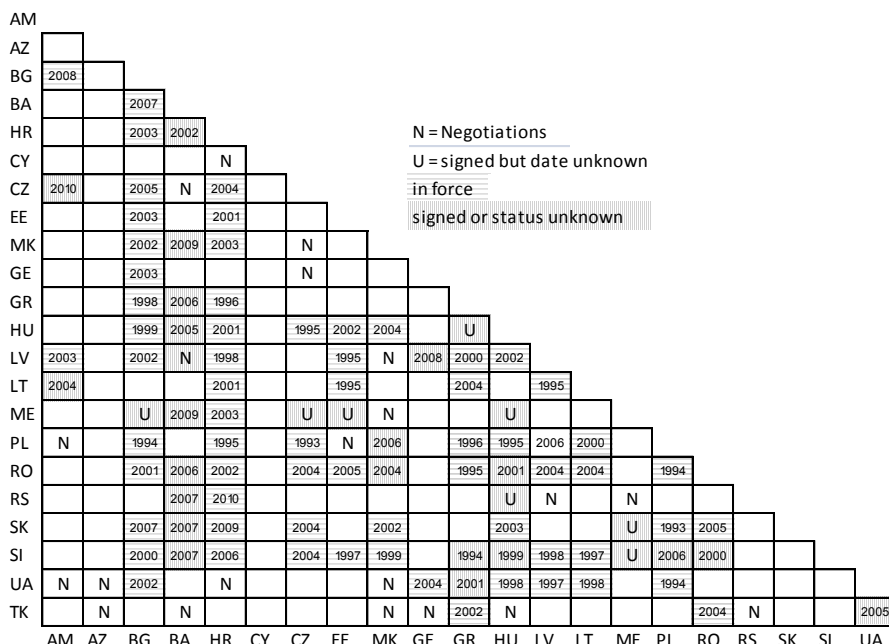 AM
AZ
BG 2008
BA 2007
HR 2003 2002 N = Negotiations
CY N U = signed but date unknown
CZ 2010 2005 N 2004 in force
EE 2003 2001 signed or status unknown
MK 2002 2009 2003 N
GE 2003 N
GR 1998 2006 1996
HU 1999 2005 2001 1995 2002 2004 U
LV 2003 2002 N 1998 1995 N 2008 2000 2002
LT 2004 2001 1995 2004 1995
ME U 2009 2003 U U N U
PL N 1994 1995 1993 N 2006 1996 1995 2006 2000
RO 2001 2006 2002 2004 2005 2004 1995 2001 2004 2004 1994
RS 2007 2010 U N N
SK 2007 2007 2009 2004 2002 2003 U 1993 2005
SI 2000 2007 2006 2004 1997 1999 1994 1999 1998 1997 U 2006 2000
UA N N 2002 N N 2004 2001 1998 1997 1998 1994
TK N N N N 2002 N 2004 N 2005
AM AZ BG BA HR CY CZ EE MK GE GR HU LV LT ME PL RO RS SK SI UA